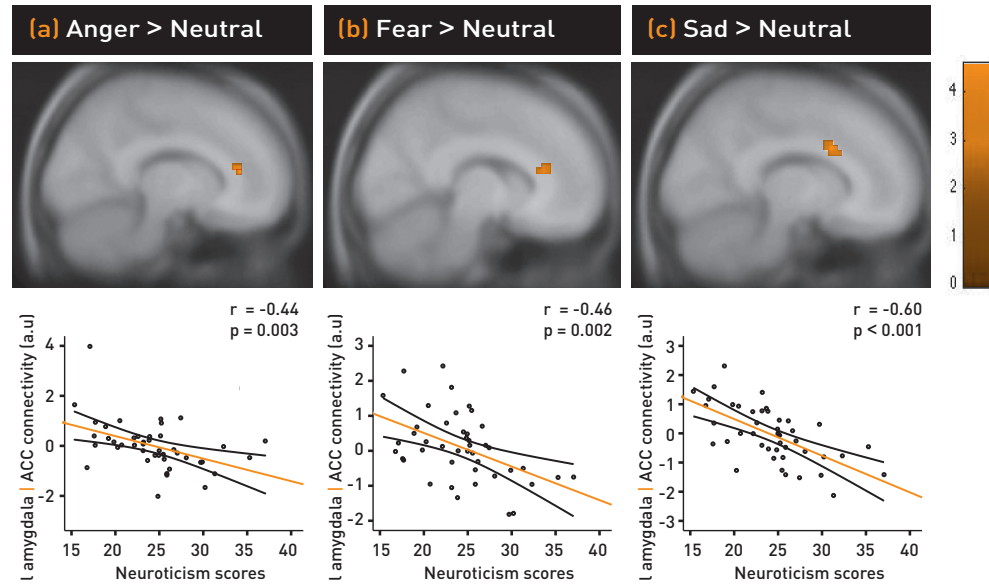 (a) Anger > Neutral
(b) Fear > Neutral
(c) Sad > Neutral
4
3
2
1
0
r = -0.44
p = 0.003
l amygdala | ACC connectivity (a.u)
4
2
0
-2
15 20 25 30 35 40
Neuroticism scores
r = -0.46
p = 0.002
l amygdala | ACC connectivity (a.u)
3
2
1
0
-1
-2
15 20 25 30 35 40
Neuroticism scores
r = -0.60
p < 0.001
l amygdala | ACC connectivity (a.u)
3
2
1
0
-1
-2
-3
15 20 25 30 35 40
Neuroticism scores